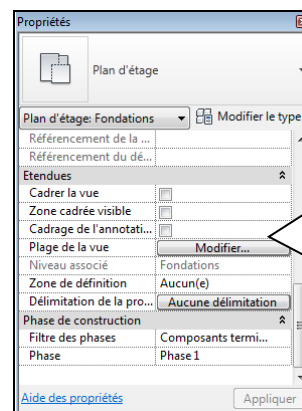 Propriétés
Plan d'étage
Plan d'étage: Fondations
Modifier le type
Référencement de la ...
Référencement du dé...
Etendues
Cadrer la vue
Zone cadrée visible
Cadrage de l'annotati...
Plage de la vue Modifier...
Niveau associé Fondations
Zone de définition Aucun(e)
Délimitation de la pro... Aucune délimitation
Phase de construction
Filtre des phases Composants termi...
Phase Phase 1
Aide des propriétés Appliquer